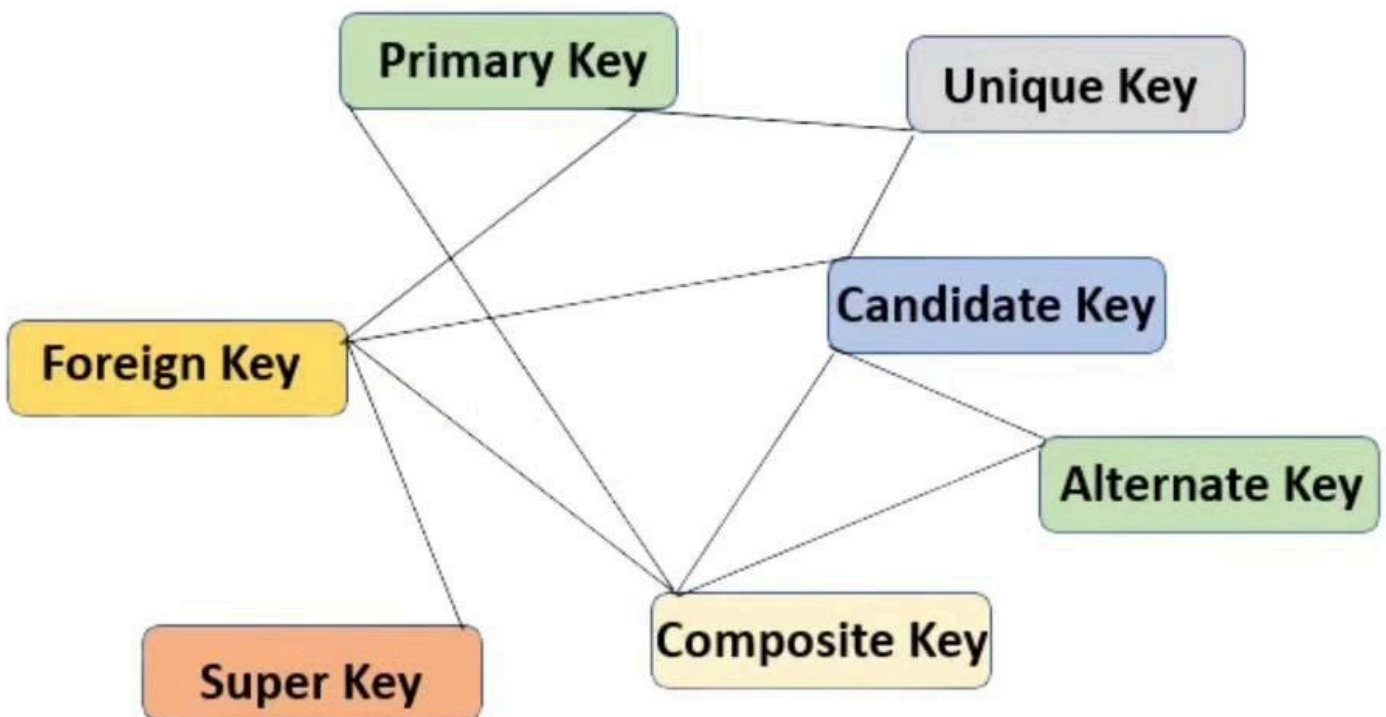 Primary Key
Unique Key
Candidate Key
Foreign Key
Alternate Key
Composite Key
Super Key